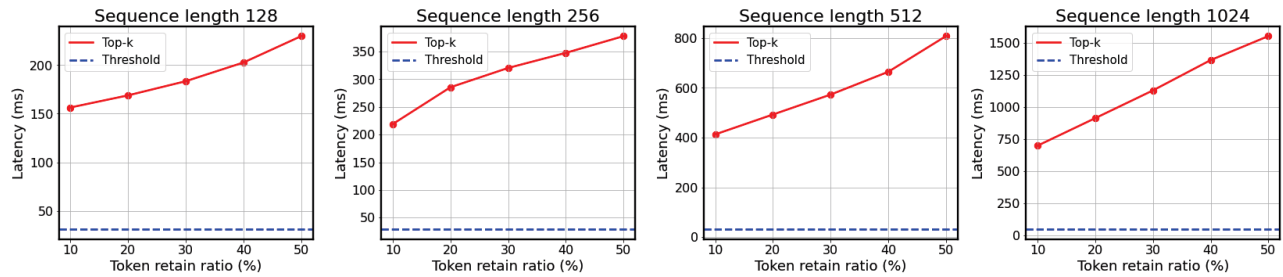 Sequence length 128
Latency (ms)
200
150
100
50
Top-k
Threshold
10 20 30 40 50
Token retain ratio (%)
Sequence length 256
Latency (ms)
350
300
250
200
150
100
50
Top-k
Threshold
10 20 30 40 50
Token retain ratio (%)
Sequence length 512
Latency (ms)
800
600
400
200
0
Top-k
Threshold
10 20 30 40 50
Token retain ratio (%)
Sequence length 1024
Latency (ms)
1500
1250
1000
750
500
250
0
Top-k
Threshold
10 20 30 40 50
Token retain ratio (%)